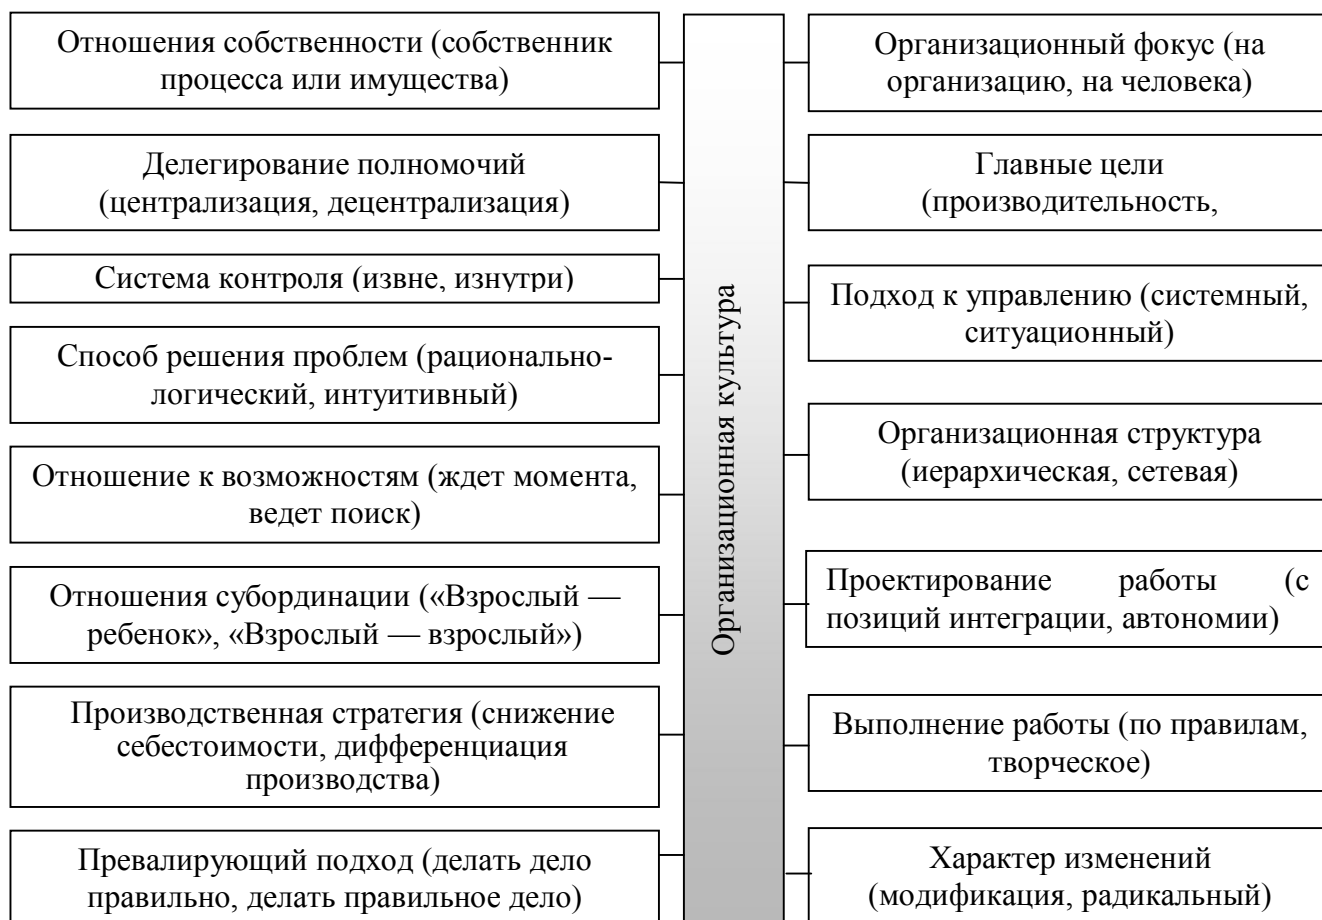 Отношения собственности (собственник
процесса или имущества)
Делегирование полномочий
(централизация, децентрализация)
Система контроля (извне, изнутри)
Способ решения проблем (рационально-
логический, интуитивный)
Отношение к возможностям (ждет момента,
ведет поиск)
Отношения субординации («Взрослый —
ребенок», «Взрослый — взрослый»)
Производственная стратегия (снижение
себестоимости, дифференциация
производства)
Превалирующий подход (делать дело
правильно, делать правильное дело)
Организационная культура
Организационный фокус (на
организацию, на человека)
Главные цели
(производительность,
Подход к управлению (системный,
ситуационный)
Организационная структура
(иерархическая, сетевая)
Проектирование работы (с
позиций интеграции, автономии)
Выполнение работы (по правилам,
творческое)
Характер изменений
(модификация, радикальный)